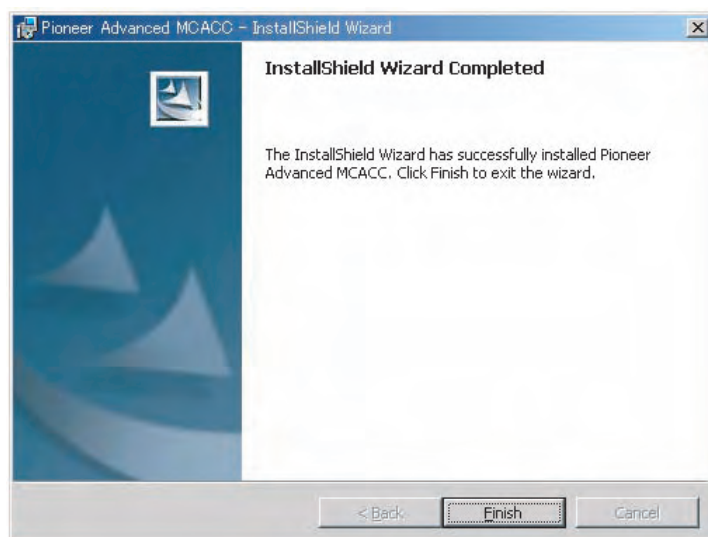 Pioneer Advanced MCACC - InstallShield Wizard
InstallShield Wizard Completed
The InstallShield Wizard has successfully installed Pioneer
Advanced MCACC. Click Finish to exit the wizard.
< Back Finish Cancel